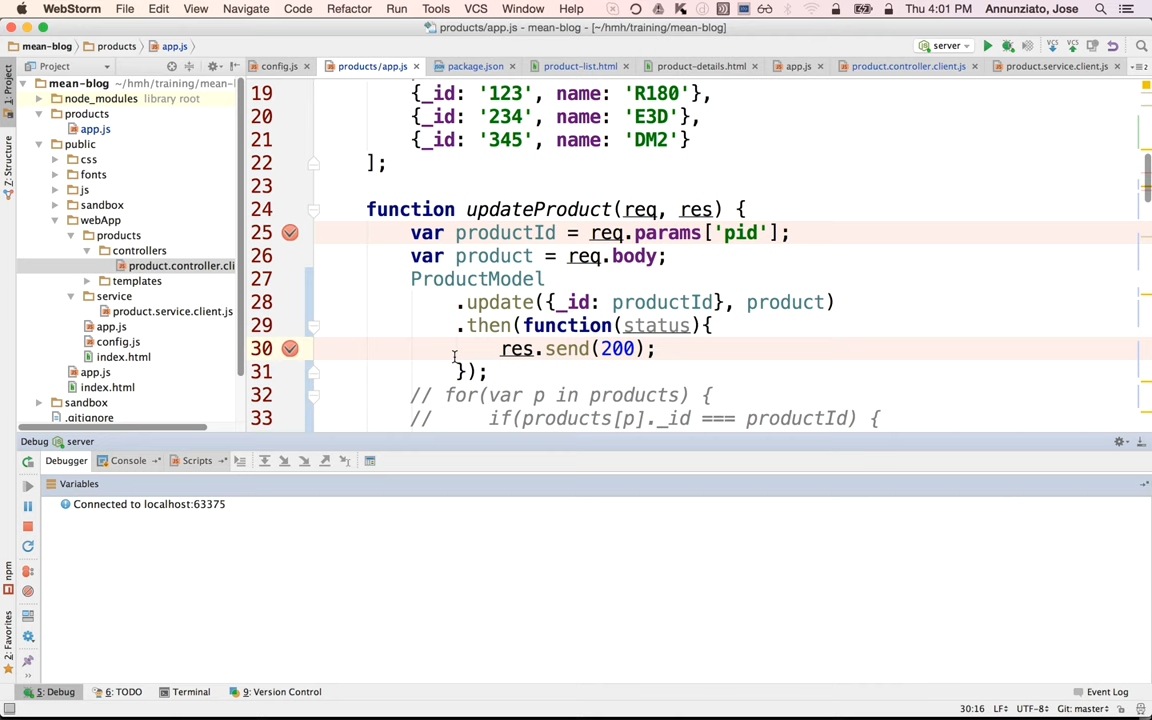 WebStorm File Edit View Navigate Code Refactor Run Tools VCS Window Help Thu 4:01 PM Annunziato, Jose
products/app.js - mean-blog - [~/hmh/training/mean-blog]
mean-blog products app.js server
Project config.js products/app.js package.json product-list.html product-details.html app.js product.controller.client.js product.service.client.js
1: Project
7: Structure
2: Favorites
npm
mean-blog ~/hmh/training/mean-
node_modules library root
products
app.js
public
css
fonts
js
sandbox
webApp
products
controllers
product.controller.cli
templates
service
product.service.client.js
app.js
config.js
index.html
app.js
index.html
sandbox
.gitignore
19 {_id: '123', name: 'R180'},
20 {_id: '234', name: 'E3D'},
21 {_id: '345', name: 'DM2'}
22 ];
23
24 function updateProduct(req, res) {
25 var productId = req.params['pid'];
26 var product = req.body;
27 ProductModel
28 .update({_id: productId}, product)
29 .then(function(status){
30 res.send(200);
31 });
32 // for(var p in products) {
33 // if(products[p]._id === productId) {
Debug server
Debugger Console Scripts
Variables
Connected to localhost:63375
5: Debug 6: TODO Terminal 9: Version Control Event Log
30:16 LF UTF-8 Git: master